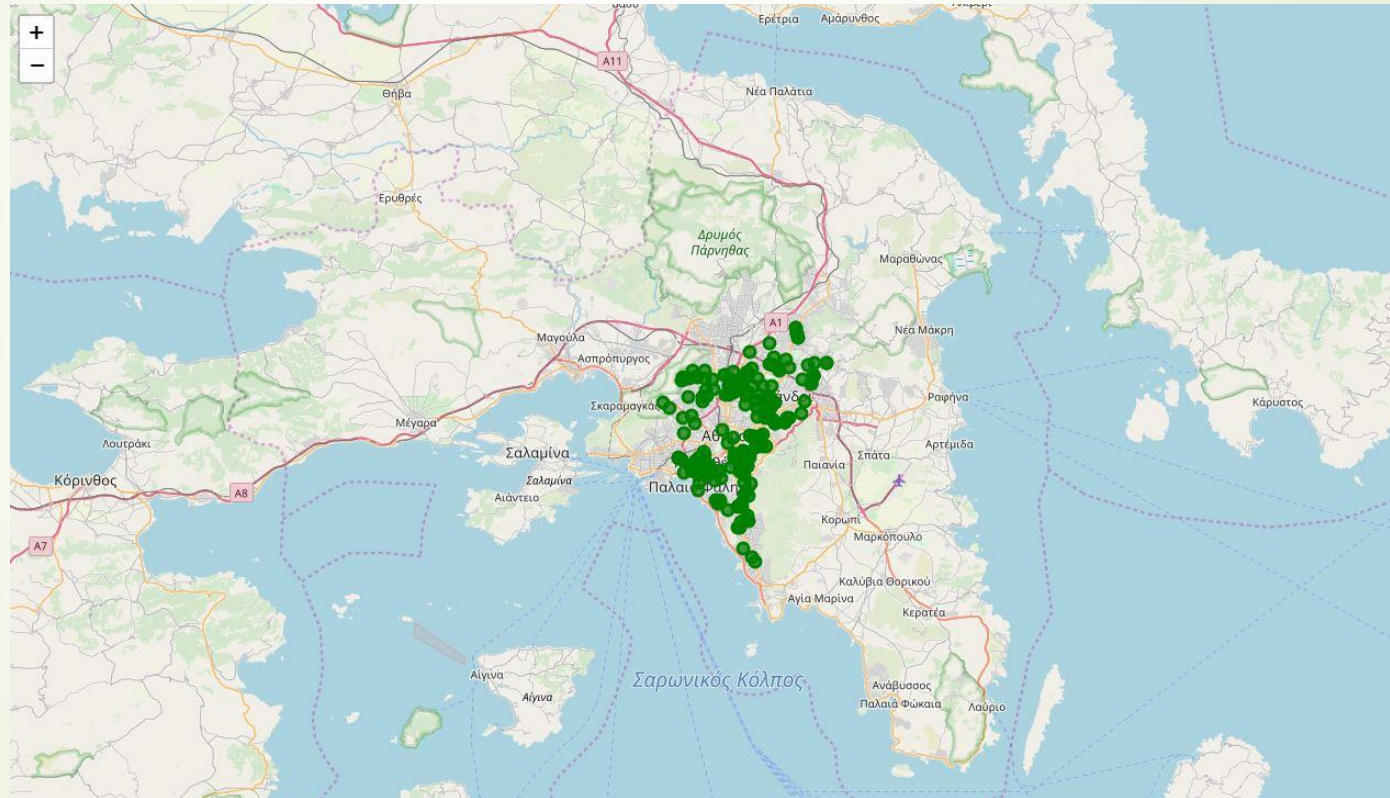 +
−
Ερέτρια
Αμάρυνθος
A11
Θήβα
Νέα Παλάτια
Ερυθρές
Δρυμός
Πάρνηθας
Μαραθώνας
A1
Νέα Μάκρη
Μαγούλα
Ασπρόπυργος
Ραφήνα
Κάρυστος
Μέγαρα
Λουτράκι
Αρτέμιδα
Σαλαμίνα
Σπάτα
Παιανία
Σαλαμίνα
Κόρινθος
A8
Αιάντειο
Κορωπί
Μαρκόπουλο
A7
Καλύβια Θορικού
Αγία Μαρίνα
Κερατέα
Αίγινα
Σαρωνικός Κόλπος
Ανάβυσσος
Αίγινα
Παλαιά Φώκαια
Λαύριο